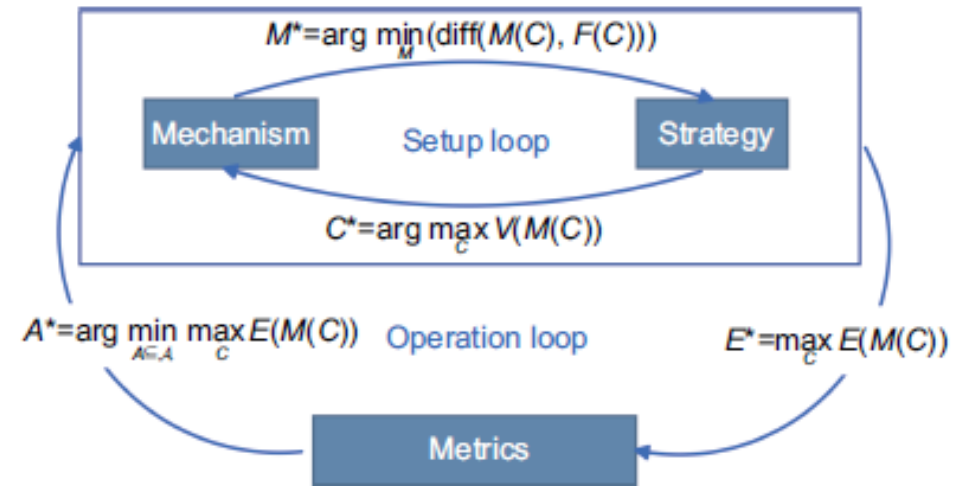 M*=arg min(diff(M(C), F(C)))
M
Mechanism
Setup loop
Strategy
C*=arg max V(M(C))
C
A*=arg min max E(M(C))
A⊆𝒜 C
Operation loop
E*=max E(M(C))
C
Metrics